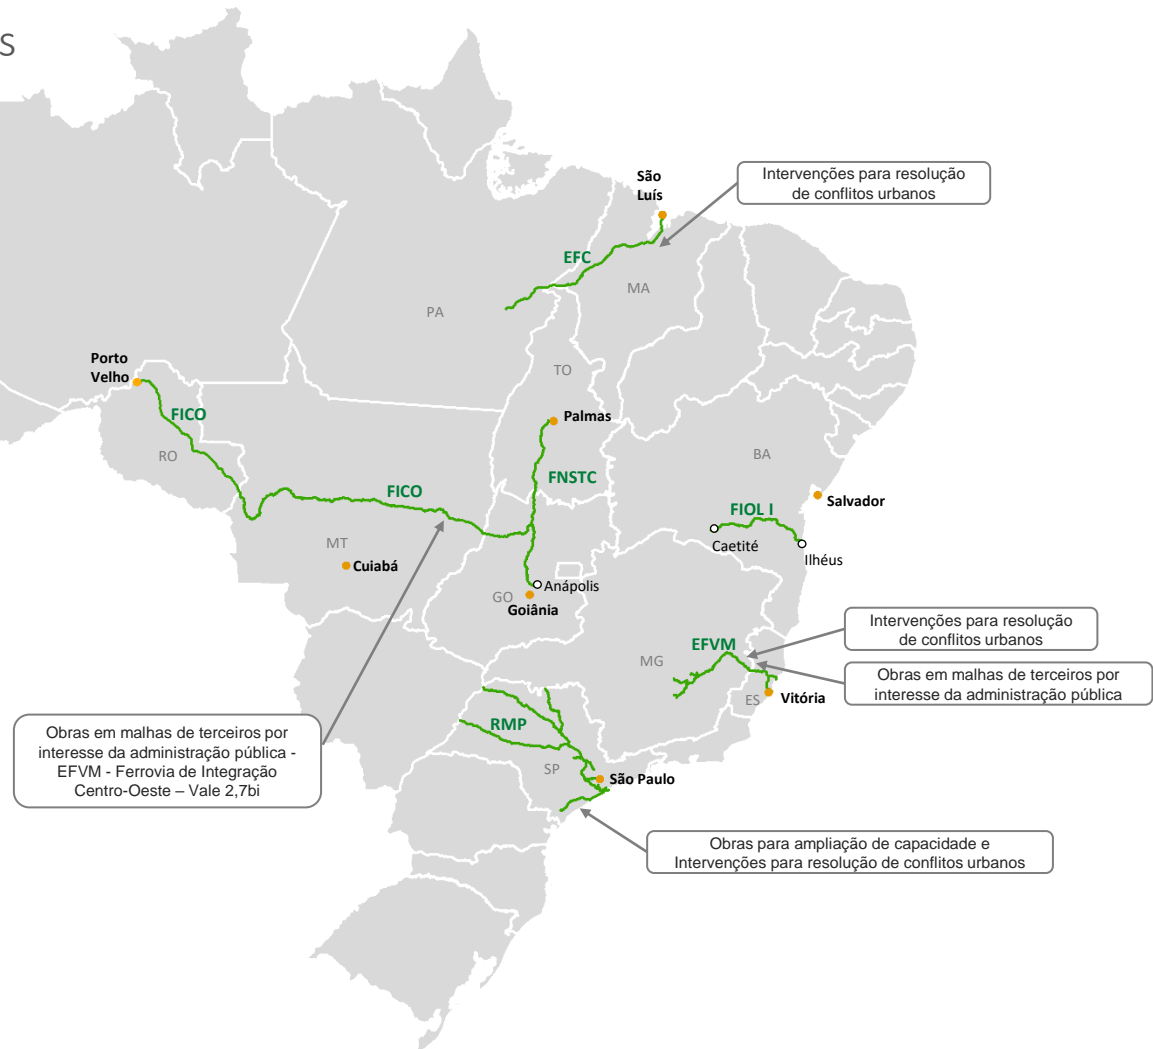 S
São
Luís
Intervenções para resolução
de conflitos urbanos
EFC
MA
PA
Porto
Velho
TO
FICO
Palmas
RO
BA
FNSTC
FICO
Salvador
FIOL I
MT
Caetité
Ilhéus
Cuiabá
Anápolis
GO
Goiânia
Intervenções para resolução
de conflitos urbanos
EFVM
MG
Obras em malhas de terceiros por
interesse da administração pública
ES
Vitória
RMP
Obras em malhas de terceiros por
interesse da administração pública -
EFVM - Ferrovia de Integração
Centro-Oeste – Vale 2,7bi
SP
São Paulo
Obras para ampliação de capacidade e
Intervenções para resolução de conflitos urbanos